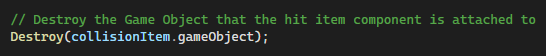 // Destroy the Game Object that the hit item component is attached to
Destroy(collisionItem.gameObject);